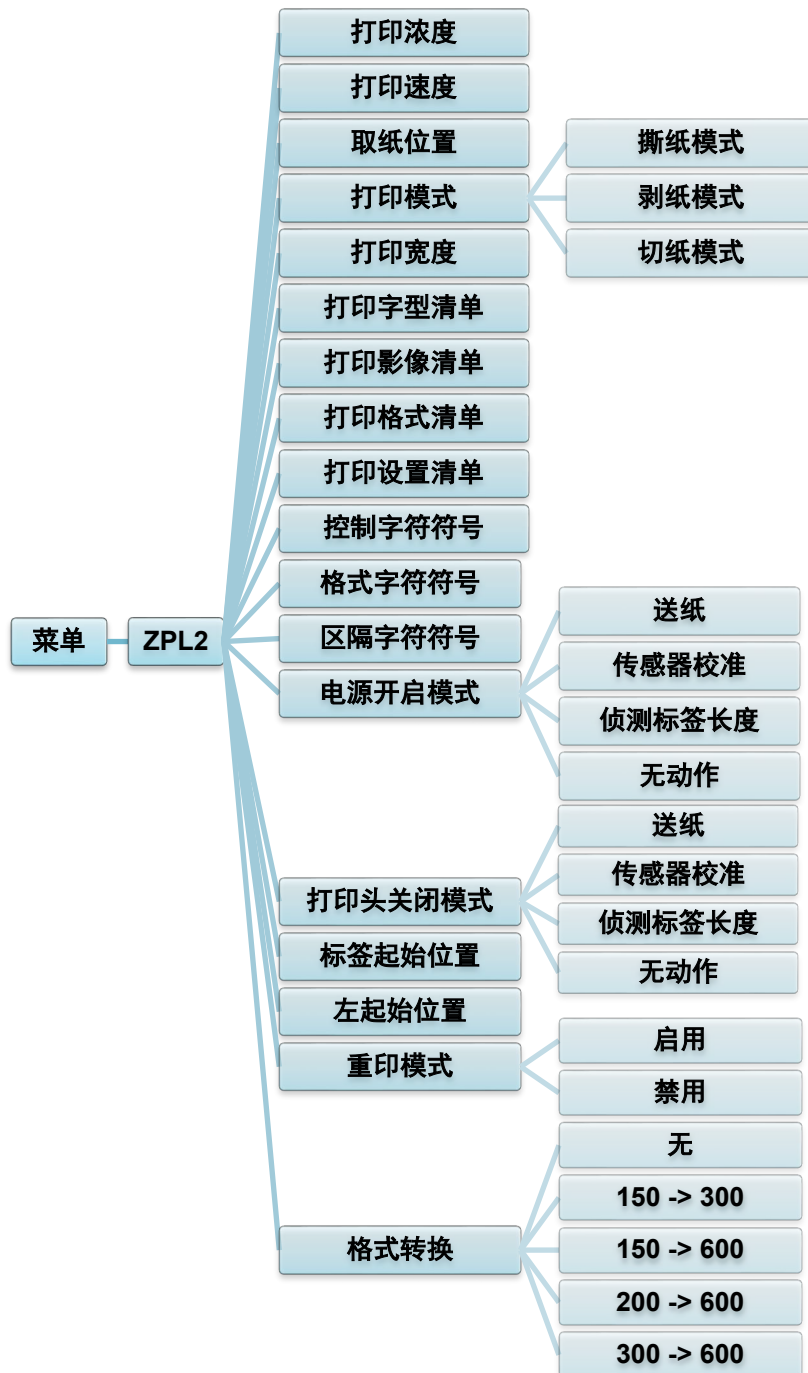 菜单
ZPL2
打印浓度
打印速度
取纸位置
打印模式
撕纸模式
剥纸模式
切纸模式
打印宽度
打印字型清单
打印影像清单
打印格式清单
打印设置清单
控制字符符号
格式字符符号
区隔字符符号
电源开启模式
送纸
传感器校准
侦测标签长度
无动作
打印头关闭模式
送纸
传感器校准
侦测标签长度
无动作
标签起始位置
左起始位置
重印模式
启用
禁用
格式转换
无
150 -> 300
150 -> 600
200 -> 600
300 -> 600